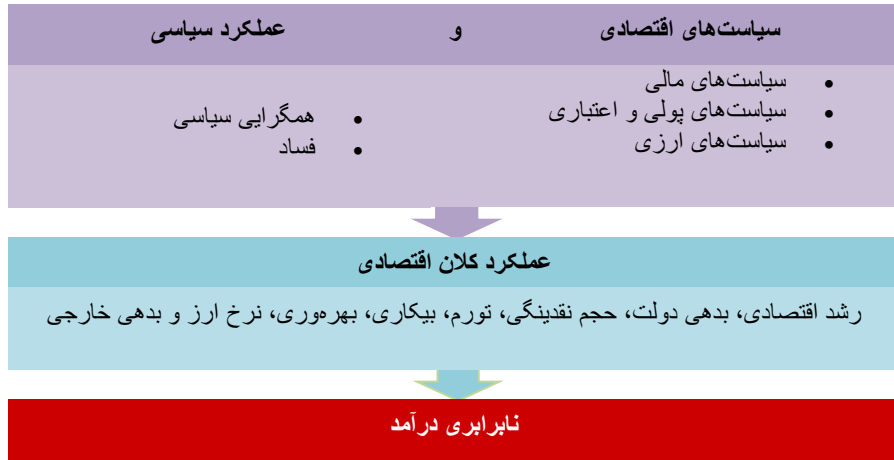 سیاست‌های اقتصادی و عملکرد سیاسی
سیاست‌های مالی
سیاست‌های پولی و اعتباری
سیاست‌های ارزی
همگرایی سیاسی
فساد
عملکرد کلان اقتصادی
رشد اقتصادی، بدهی دولت، حجم نقدینگی، تورم، بیکاری، بهره‌وری، نرخ ارز و بدهی خارجی
نابرابری درآمد